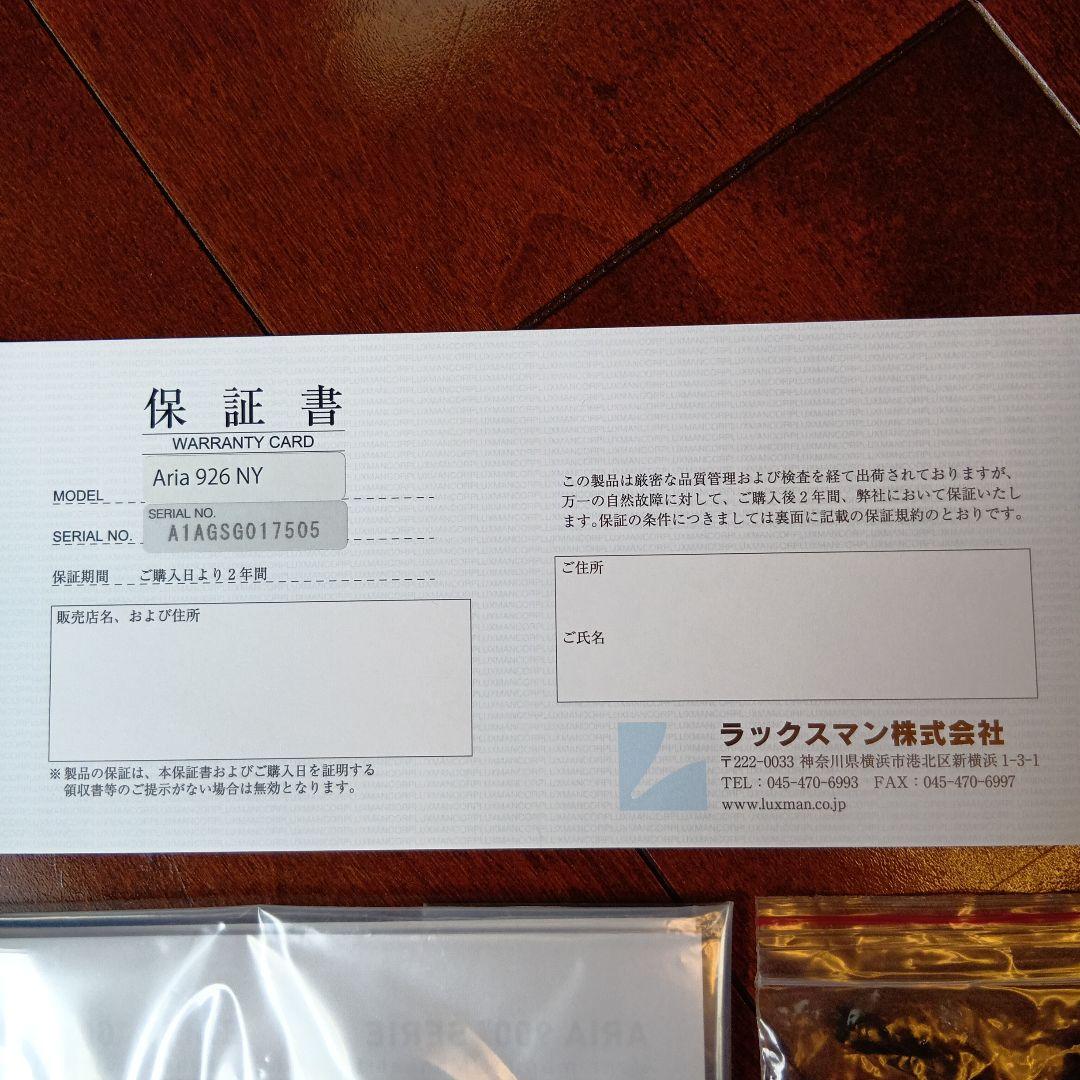 保証書
WARRANTY CARD
MODEL Aria 926 NY
SERIAL NO.
SERIAL NO. A1AGSG017505
保証期間 ご購入日より2年間
販売店名、および住所
※製品の保証は、本保証書およびご購入日を証明する
領収書等のご提示がない場合は無効となります。
この製品は厳密な品質管理および検査を経て出荷されておりますが、
万一の自然故障に対して、ご購入後2年間、弊社において保証いたし
ます。保証の条件につきましては裏面に記載の保証規約のとおりです。
ご住所
ご氏名
ラックスマン株式会社
〒222-0033 神奈川県横浜市港北区新横浜 1-3-1
TEL：045-470-6993 FAX：045-470-6997
www.luxman.co.jp